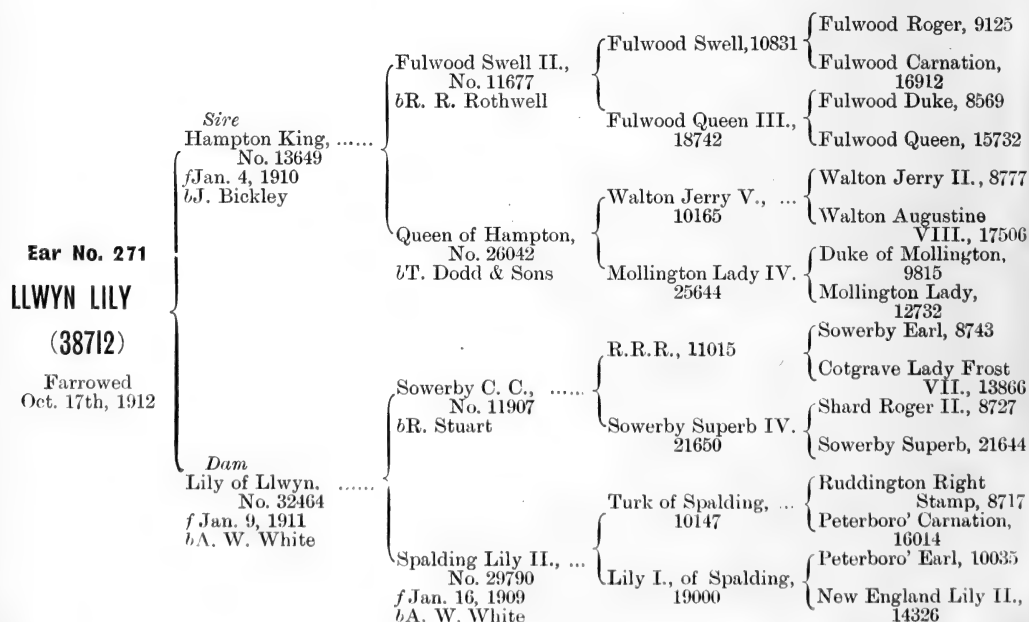 Ear No. 271
LLWYN LILY
(38712)
Farrowed
Oct. 17th, 1912
Sire
Hampton King, ......
No. 13649
f Jan. 4, 1910
b J. Bickley
Dam
Lily of Llwyn. ......
No. 32464
f Jan. 9, 1911
b A. W. White
Fulwood Swell II.,
No. 11677
b R. R. Rothwell
Queen of Hampton,
No. 26042
b T. Dodd & Sons
Sowerby C. C., ......
No. 11907
b R. Stuart
Spalding Lily II., ...
No. 29790
f Jan. 16, 1909
b A. W. White
Fulwood Swell, 10831
Fulwood Queen III.,
18742
Walton Jerry V., ...
10165
Mollington Lady IV.
25644
R.R.R., 11015
Sowerby Superb IV.
21650
Turk of Spalding, ...
10147
Lily I., of Spalding,
19000
Fulwood Roger, 9125
Fulwood Carnation,
16912
Fulwood Duke, 8569
Fulwood Queen, 15732
Walton Jerry II., 8777
Walton Augustine
VIII., 17506
Duke of Mollington,
9815
Mollington Lady,
12732
Sowerby Earl, 8743
Cotgrave Lady Frost
VII., 13866
Shard Roger II., 8727
Sowerby Superb, 21644
Ruddington Right
Stamp, 8717
Peterboro' Carnation,
16014
Peterboro' Earl, 10035
New England Lily II.,
14326